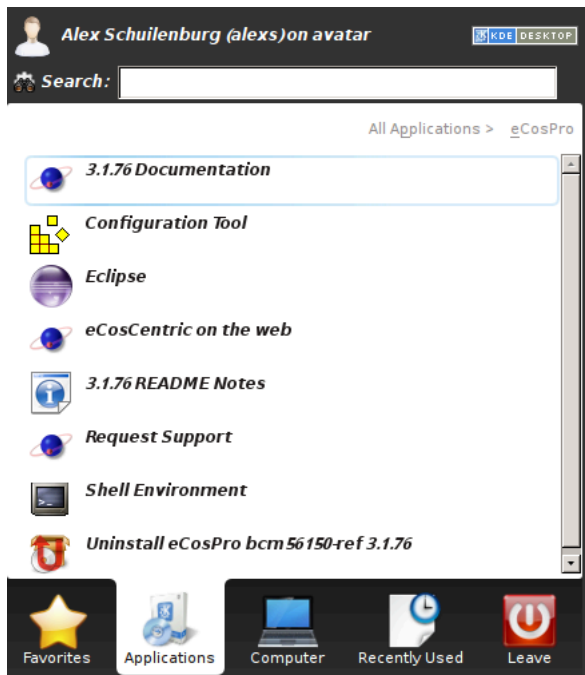 Alex Schuilenburg (alexs) on avatar
KDE DESKTOP
Search:
All Applications > eCosPro
3.1.76 Documentation
Configuration Tool
Eclipse
eCosCentric on the web
3.1.76 README Notes
Request Support
Shell Environment
Uninstall eCosPro bcm56150-ref 3.1.76
Favorites Applications Computer Recently Used Leave